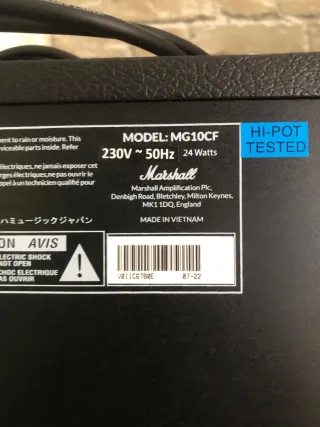 ment to rain or moisture. This
MODEL: MG10CF
serviceable parts inside. Refer
230V ~ 50Hz 24 Watts
HI-POT
TESTED
électriques, ne jamais exposer cet
Marshall
électriques, ne pas ouvrir le
Marshall Amplification Plc,
appel à un technicien qualifié pour
Denbigh Road, Bletchley, Milton Keynes,
MK1 1DQ, England
ハミュージックジャパン
MADE IN VIETNAM
ON AVIS
ELECTRIC SHOCK
NOT OPEN
CHOC ELECTRIQUE
AS OUVRIR
V011C6780E 07-22